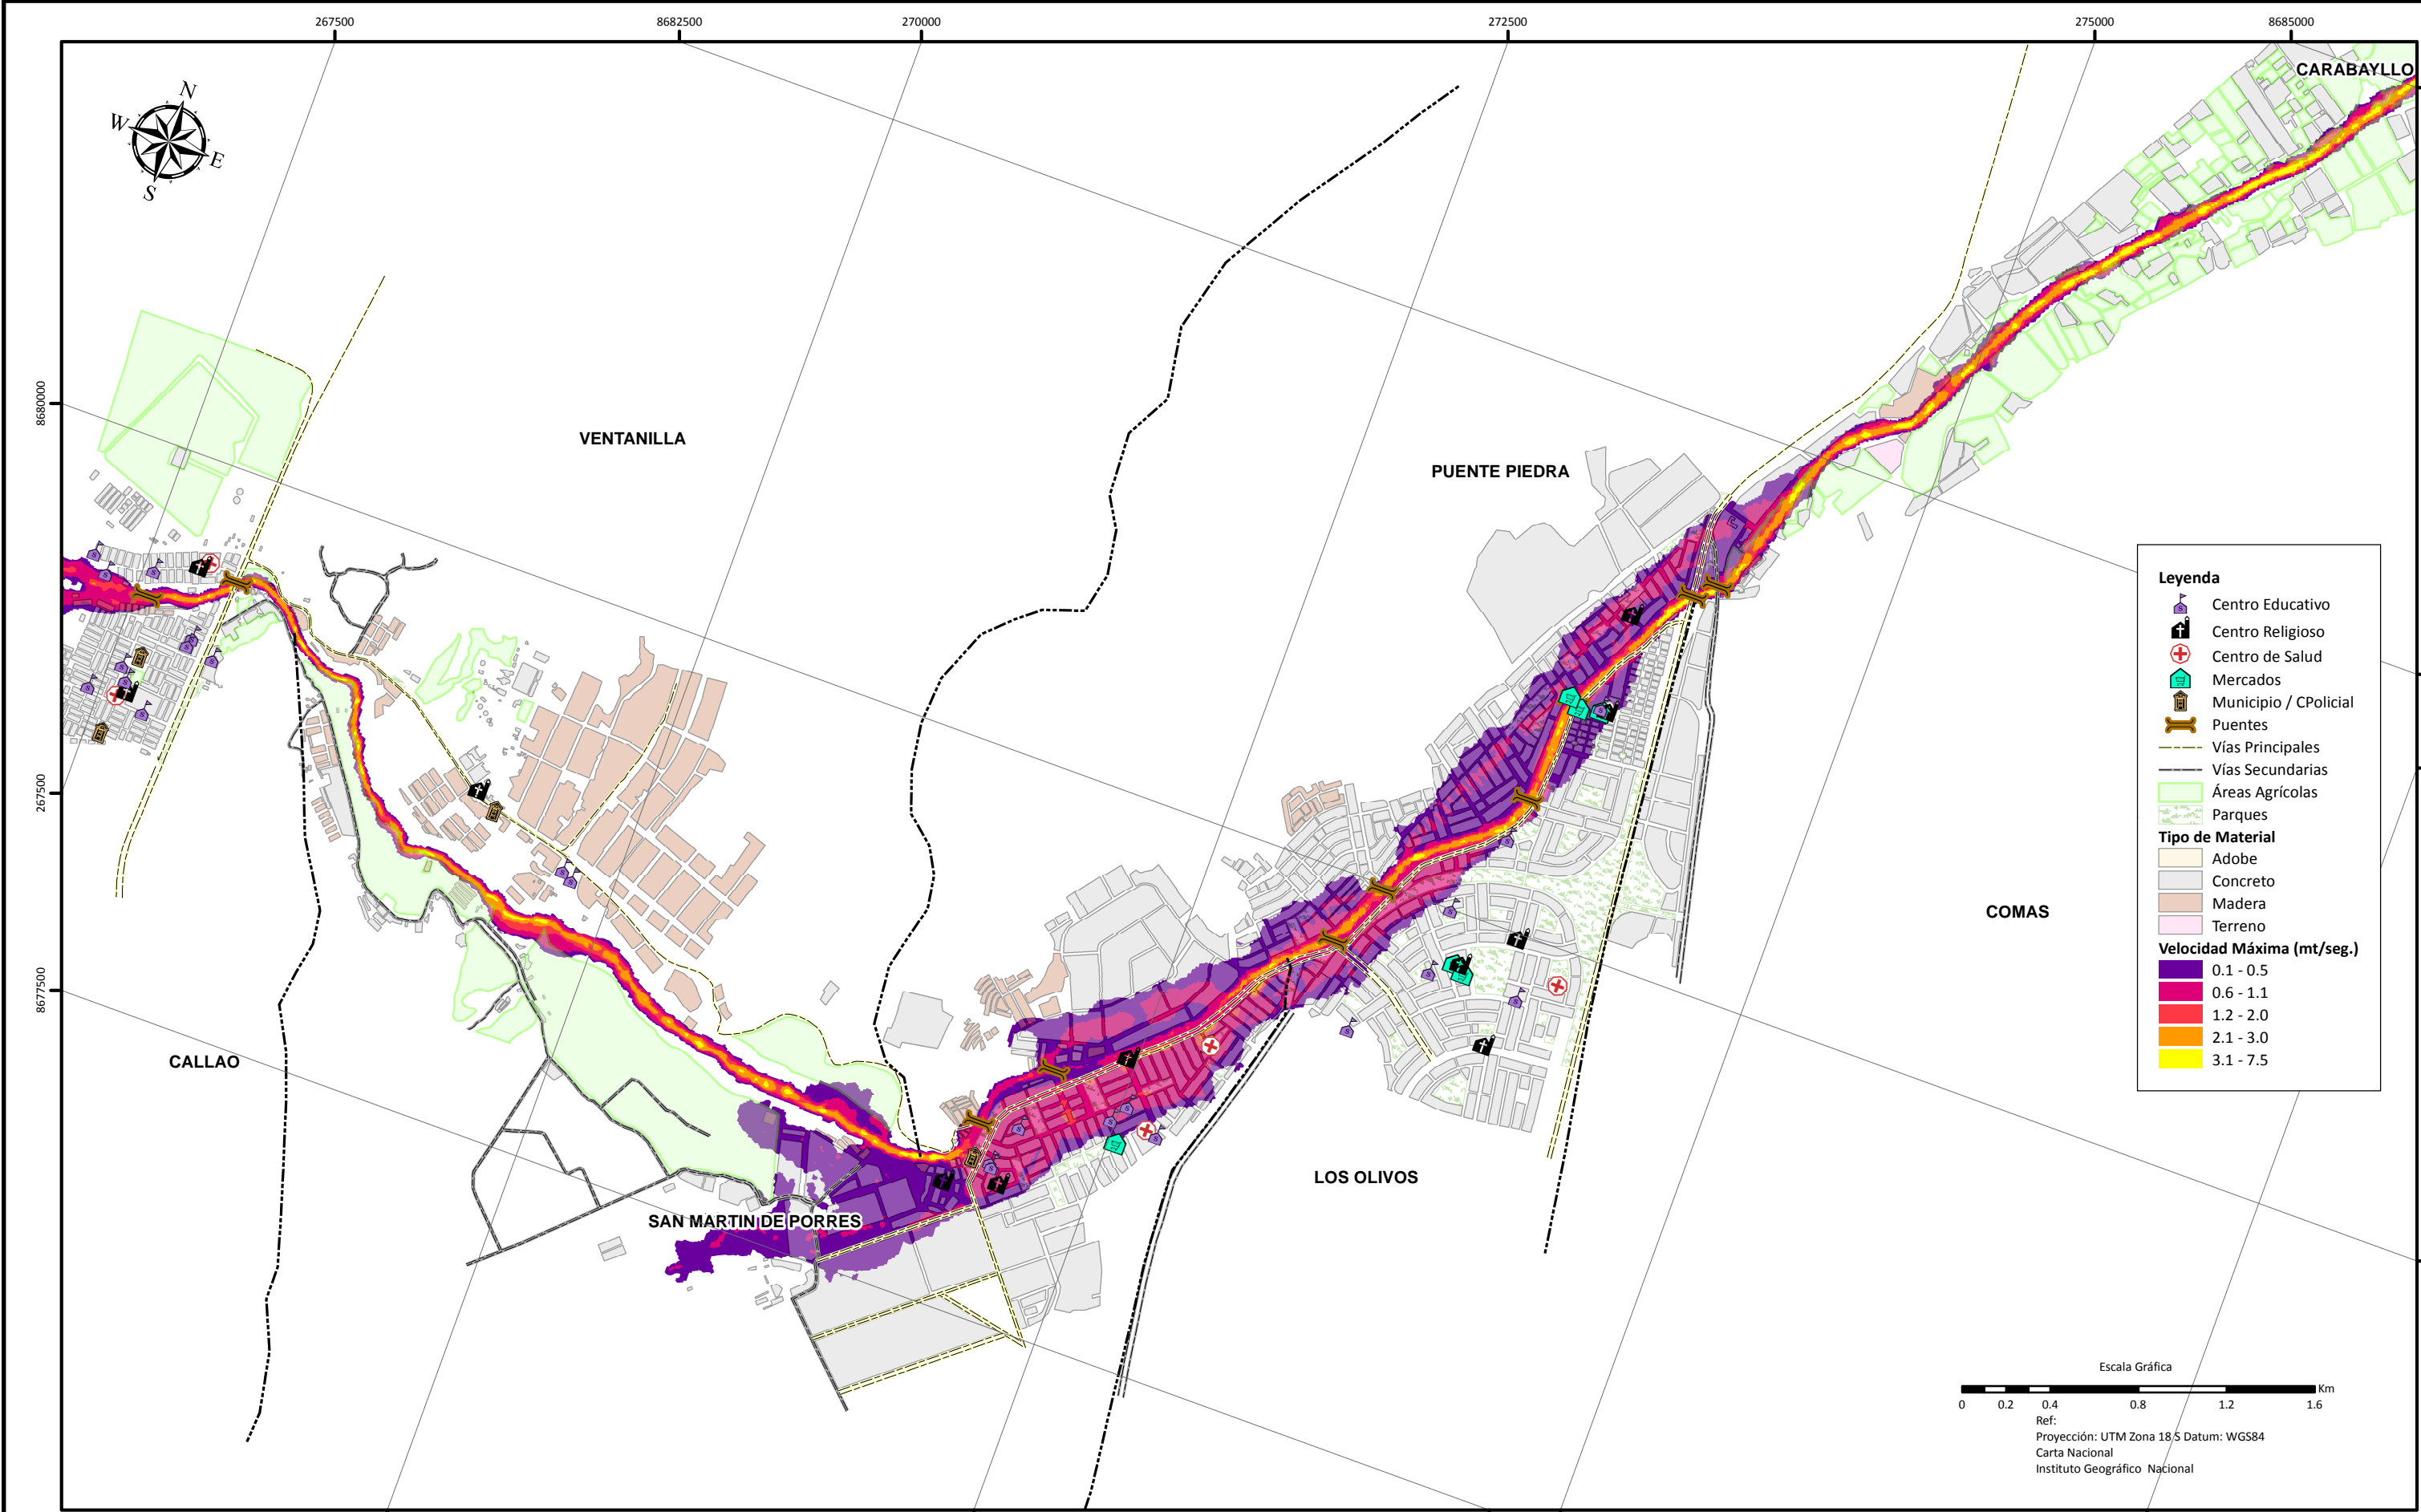 267500
8682500
270000
272500
275000
8685000
CARABAYLLO
N
W
E
S
8680000
VENTANILLA
PUENTE PIEDRA
267500
8677500
CALLAO
COMAS
LOS OLIVOS
SAN MARTIN DE PORRES
Leyenda
Centro Educativo
Centro Religioso
Centro de Salud
Mercados
Municipio / CPolicial
Puentes
Vías Principales
Vías Secundarias
Áreas Agrícolas
Parques
Tipo de Material
Adobe
Concreto
Madera
Terreno
Velocidad Máxima (mt/seg.)
0.1 - 0.5
0.6 - 1.1
1.2 - 2.0
2.1 - 3.0
3.1 - 7.5
Escala Gráfica
Km
0 0.2 0.4 0.8 1.2 1.6
Ref:
Proyección: UTM Zona 18 S Datum: WGS84
Carta Nacional
Instituto Geográfico Nacional